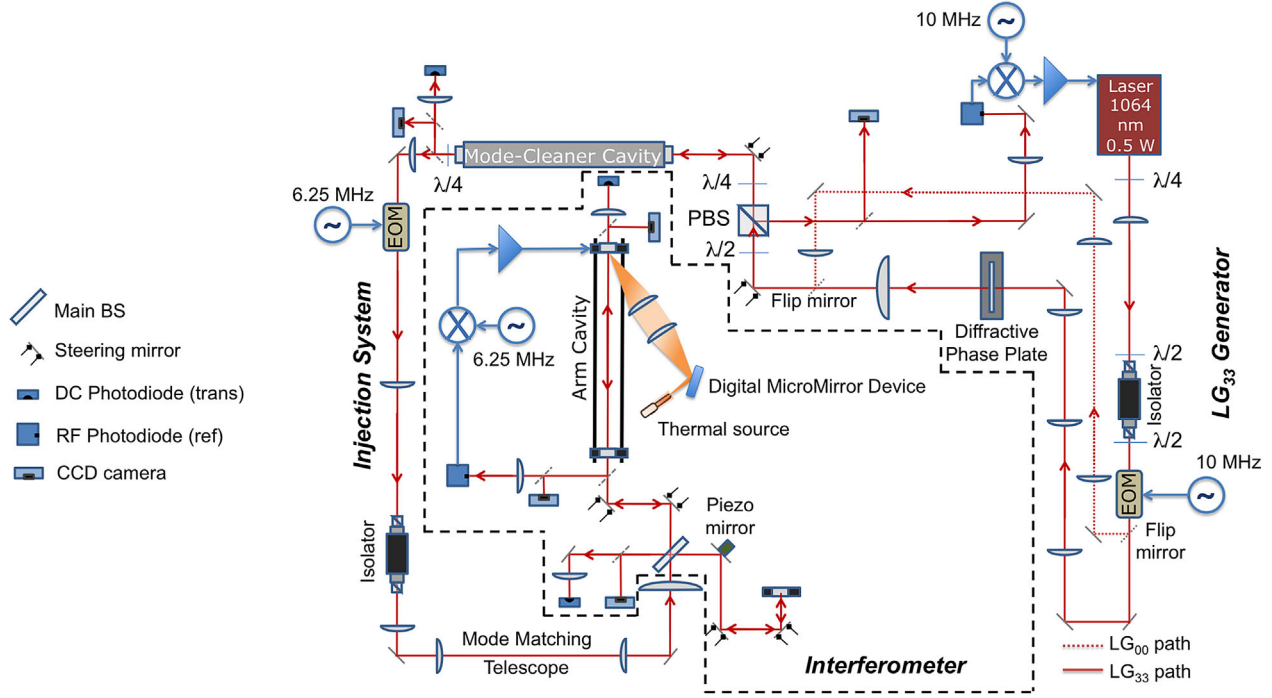 10 MHz
Laser
1064
nm
0.5 W
Mode-Cleaner Cavity
λ/4
λ/4
λ/4
6.25 MHz
EOM
PBS
λ/2
Flip mirror
Diffractive
Phase Plate
λ/2
Isolator
LG33 Generator
λ/2
Main BS
Steering mirror
DC Photodiode (trans)
RF Photodiode (ref)
CCD camera
Injection System
6.25 MHz
Arm Cavity
Digital MicroMirror Device
Thermal source
10 MHz
EOM
Flip
mirror
Piezo
mirror
Isolator
Mode Matching
Telescope
Interferometer
LG00 path
LG33 path